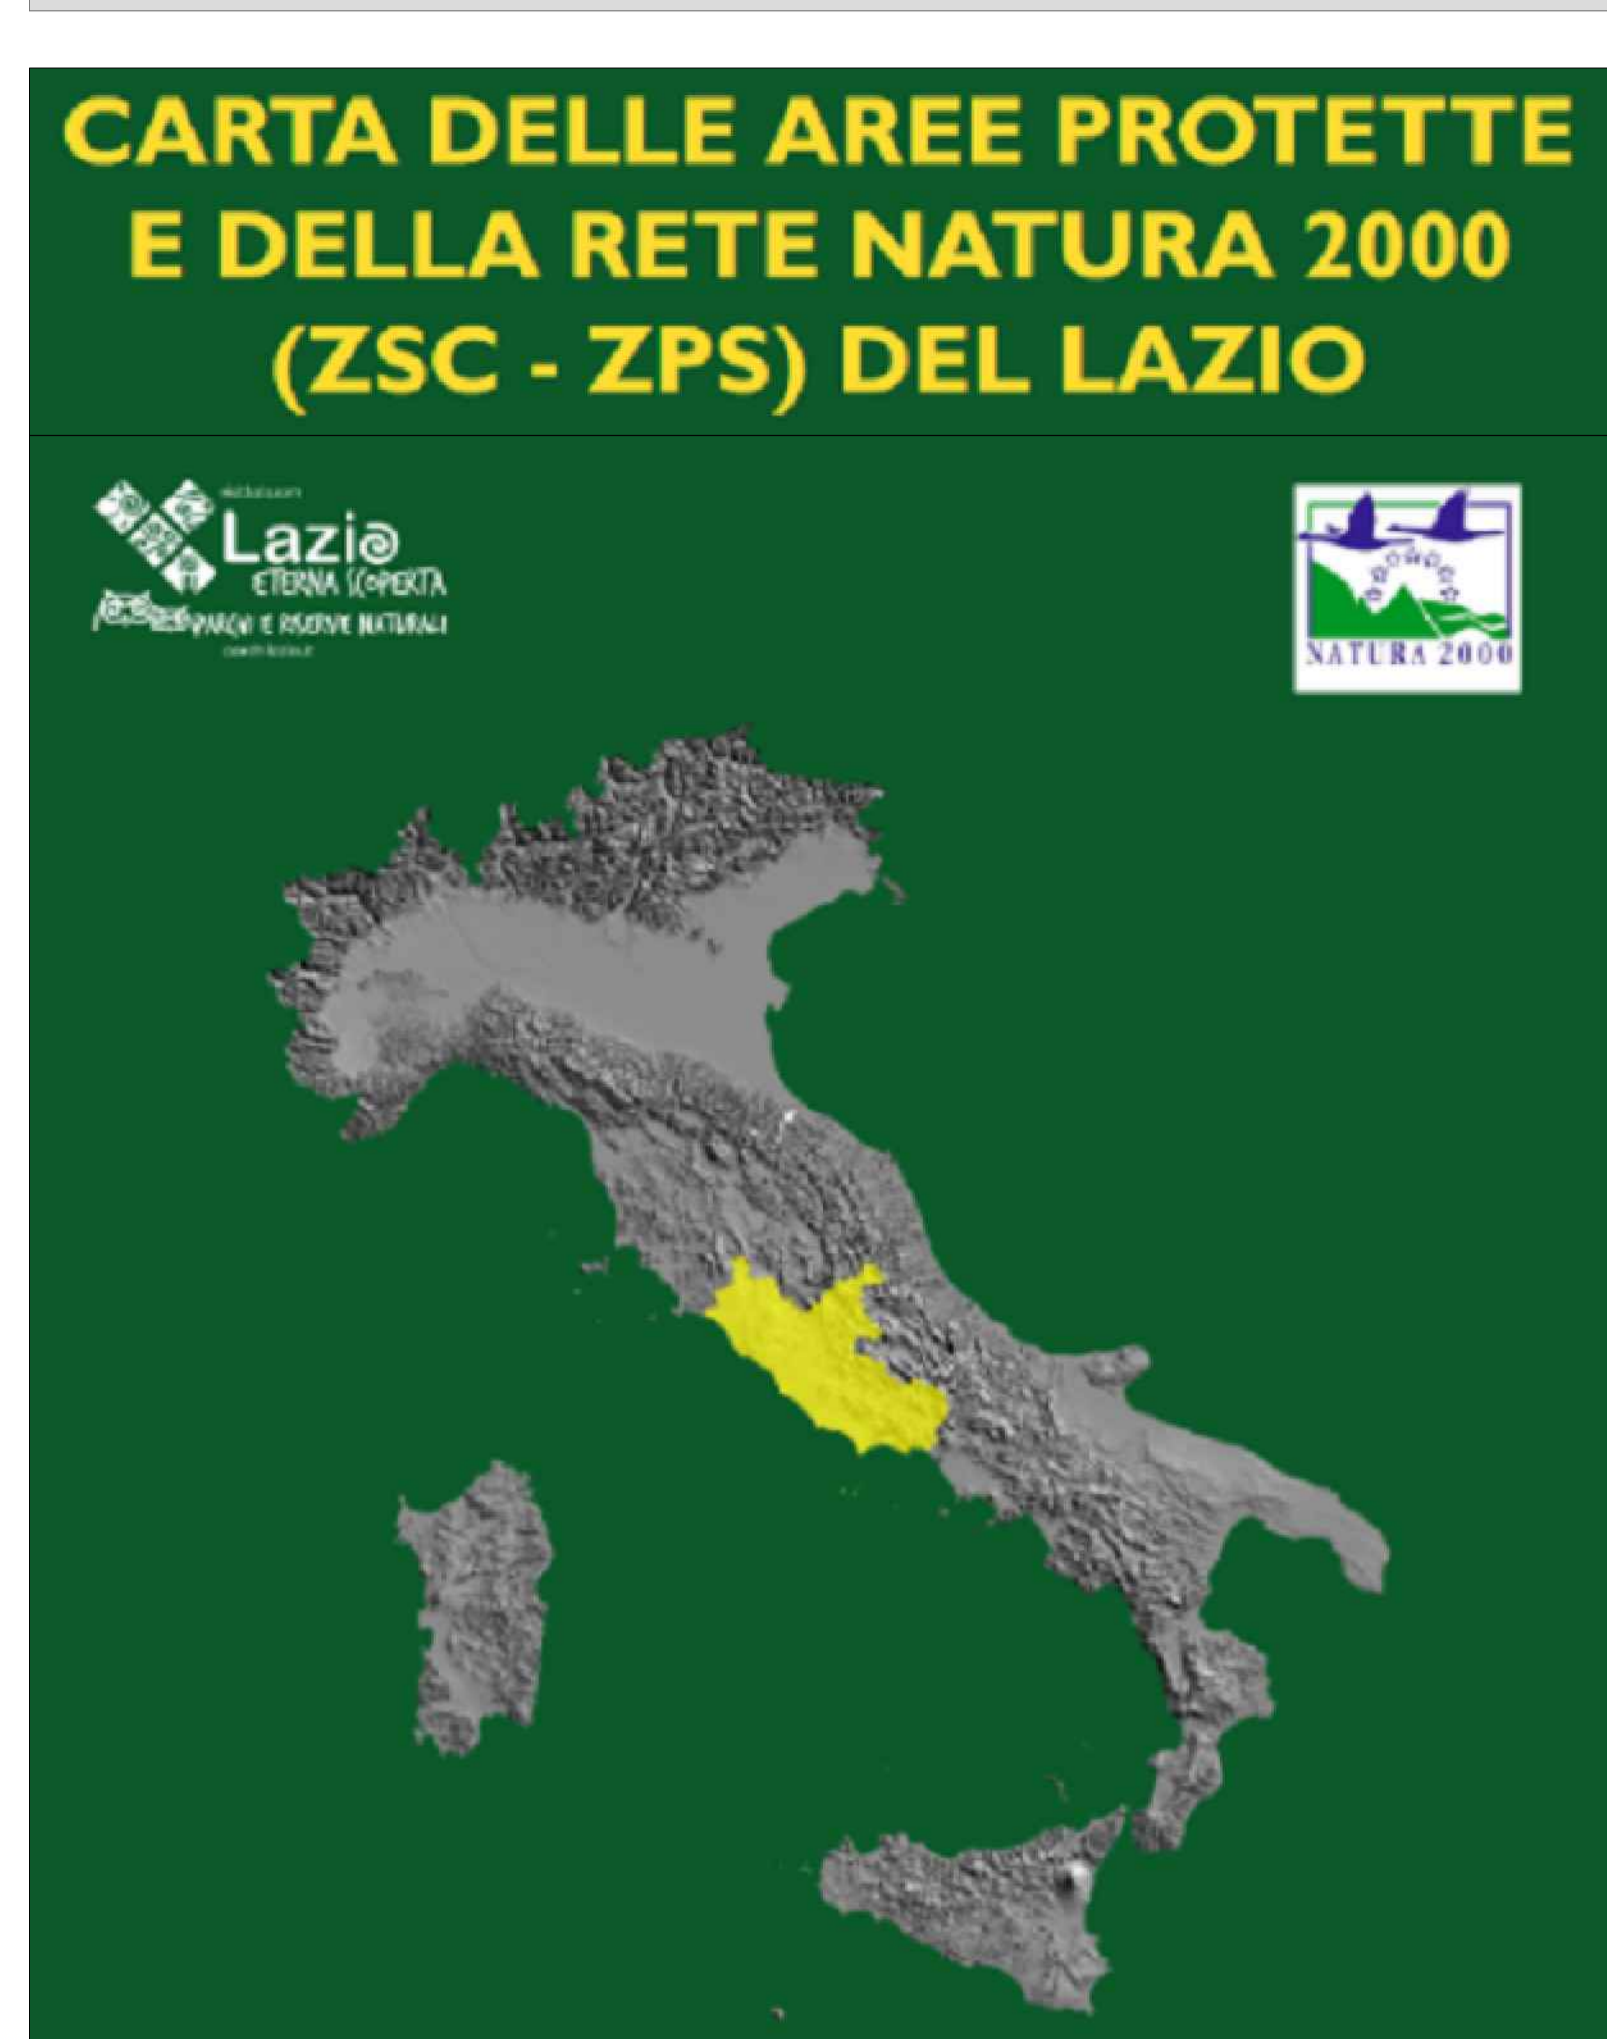 CARTA DELLE AREE PROTETTE
E DELLA RETE NATURA 2000
(ZSC - ZPS) DEL LAZIO
Lazio
ETERNA SCOPERTA
PARCHI E RISERVE NATURALI
NATURA 2000